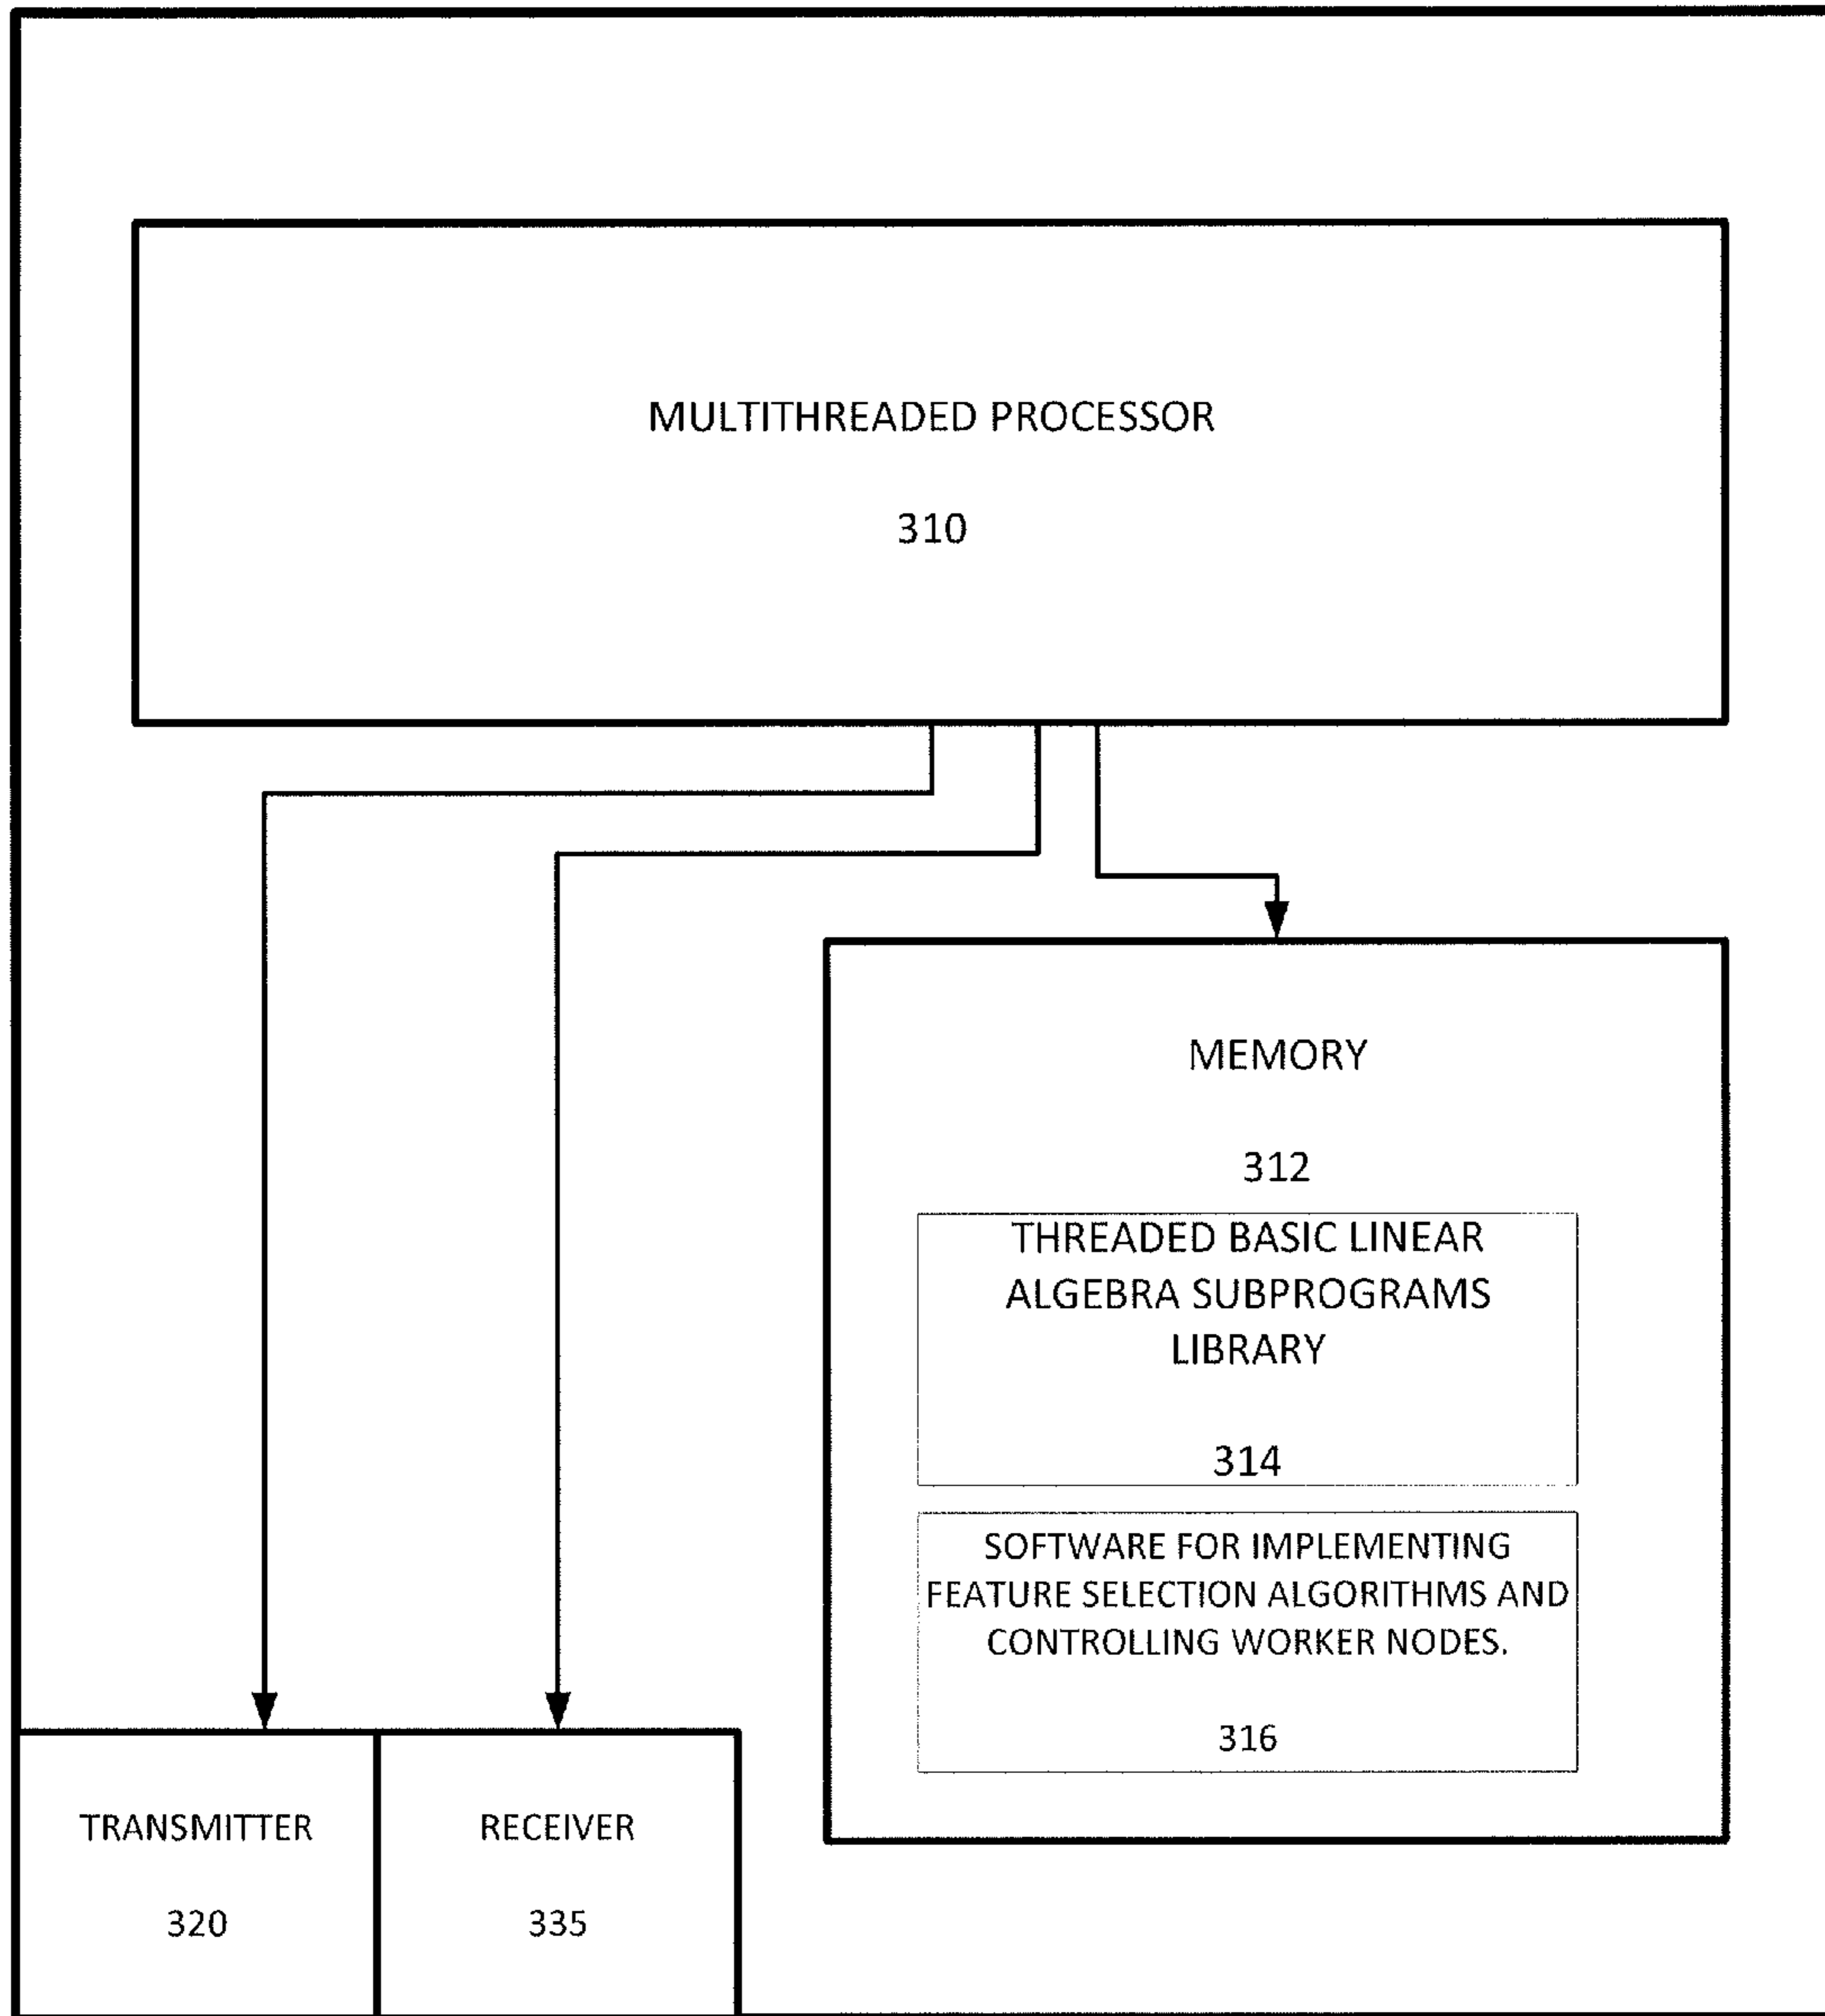 MULTITHREADED PROCESSOR
310
MEMORY
312
THREADED BASIC LINEAR
ALGEBRA SUBPROGRAMS
LIBRARY
314
SOFTWARE FOR IMPLEMENTING
FEATURE SELECTION ALGORITHMS AND
CONTROLLING WORKER NODES.
316
TRANSMITTER
320
RECEIVER
335